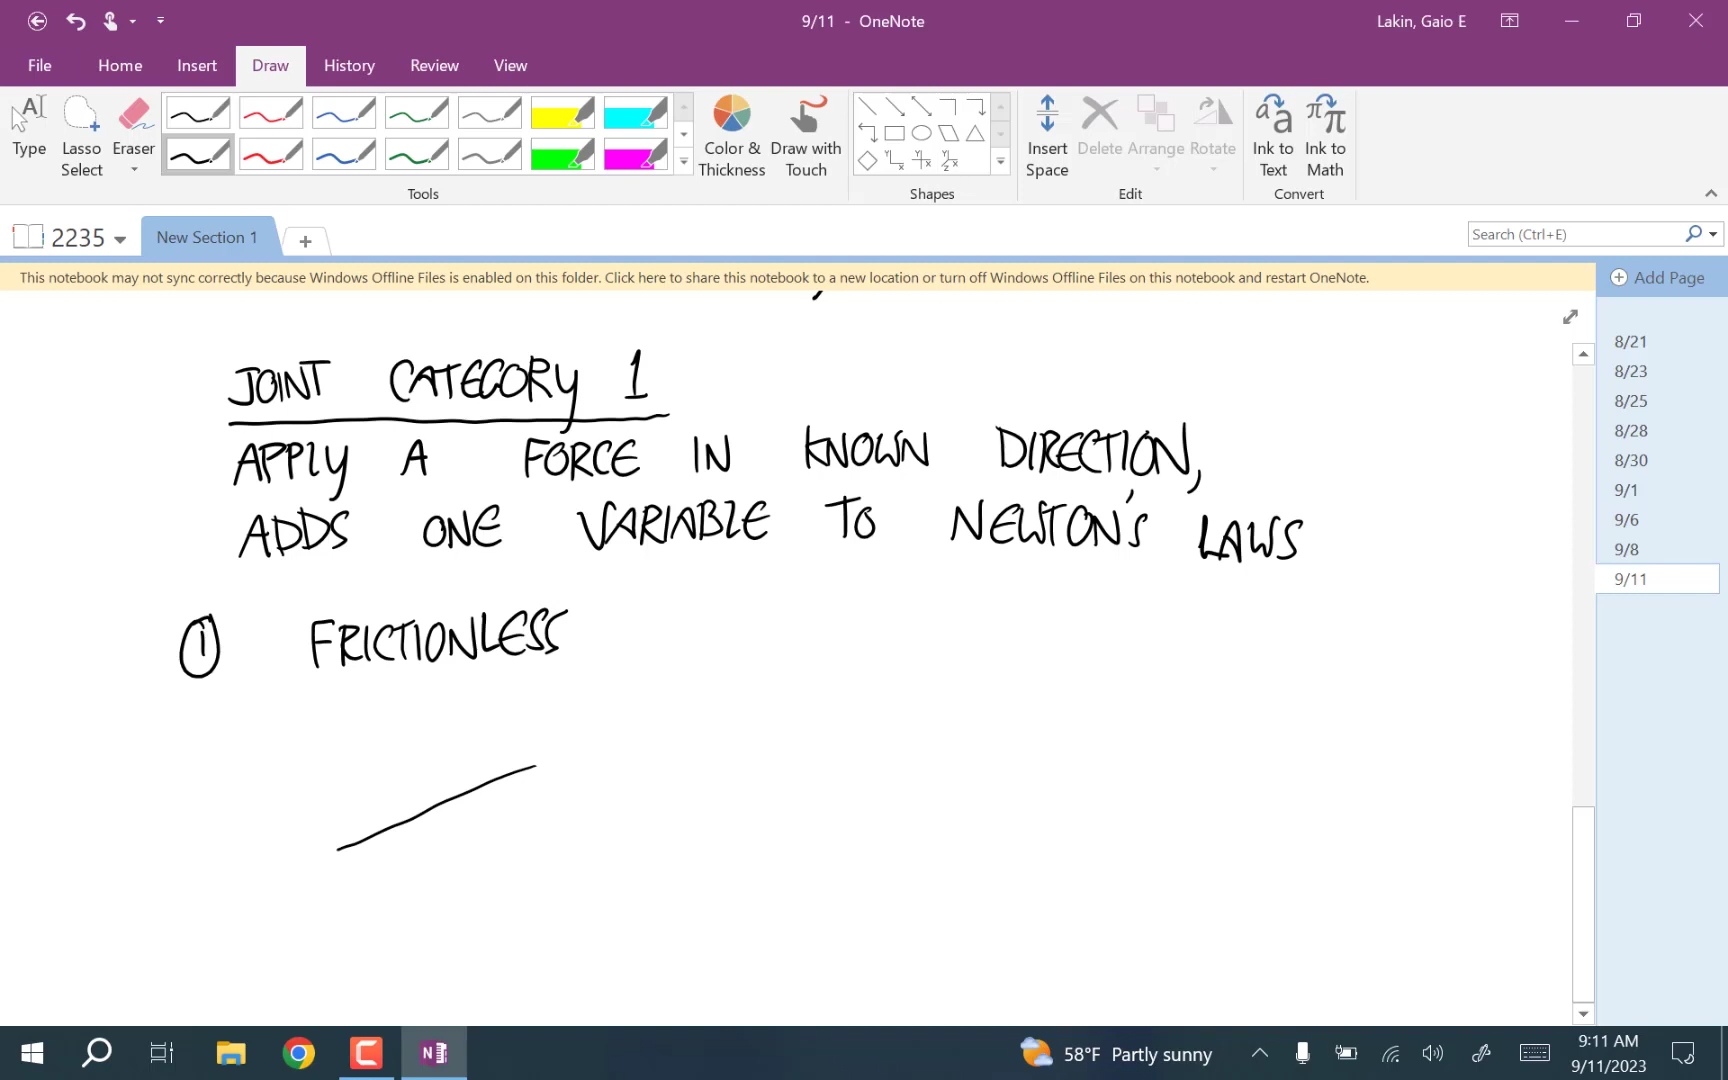 9/11 - OneNote
Lakin, Gaio E
File Home Insert Draw History Review View
Type
Lasso Select
Eraser
Color & Thickness
Draw with Touch
Insert Space
Delete
Arrange
Rotate
Ink to Text
Ink to Math
Tools
Shapes
Edit
Convert
2235
New Section 1
Search (Ctrl+E)
This notebook may not sync correctly because Windows Offline Files is enabled on this folder. Click here to share this notebook to a new location or turn off Windows Offline Files on this notebook and restart OneNote.
Add Page
8/21
8/23
8/25
8/28
8/30
9/1
9/6
9/8
9/11
JOINT CATEGORY 1
APPLY A FORCE IN KNOWN DIRECTION,
ADDS ONE VARIABLE TO NEWTON'S LAWS
① FRICTIONLESS
58°F Partly sunny
9:11 AM
9/11/2023